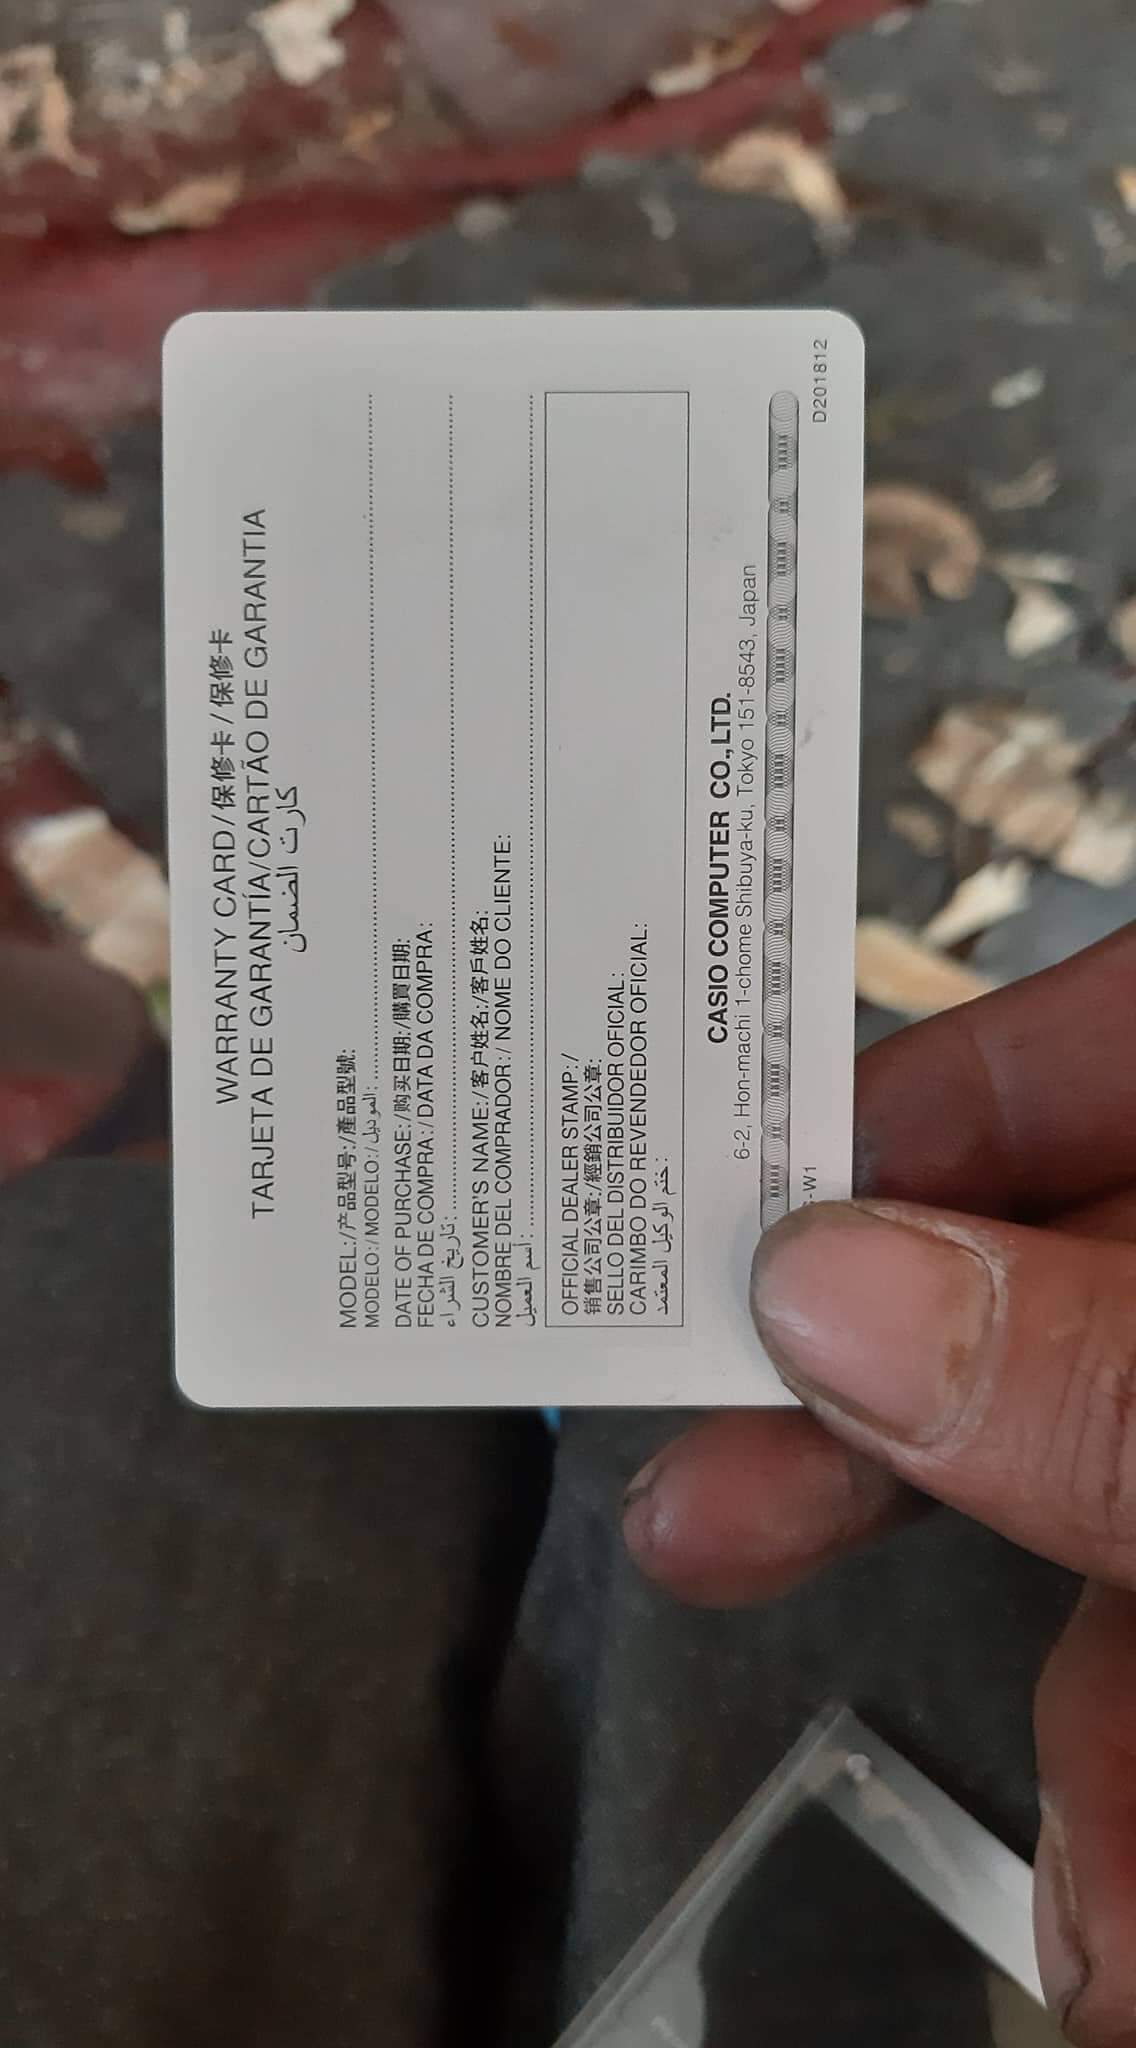 WARRANTY CARD/保修卡/保修卡
TARJETA DE GARANTÍA/CARTÃO DE GARANTIA
كارت الضمان
MODEL:/产品型号:/產品型號:
MODELO:/MODELO:/الموديل:
DATE OF PURCHASE:/购买日期:/購買日期:
FECHA DE COMPRA:/DATA DA COMPRA:
تاريخ الشراء:
CUSTOMER'S NAME:/客户姓名:/客戶姓名:
NOMBRE DEL COMPRADOR:/NOME DO CLIENTE:
اسم العميل:
OFFICIAL DEALER STAMP:/
销售公司公章:/經銷公司公章:
SELLO DEL DISTRIBUIDOR OFICIAL:
CARIMBO DO REVENDEDOR OFICIAL:
ختم الوكيل المعتمد:
CASIO COMPUTER CO.,LTD.
6-2, Hon-machi 1-chome Shibuya-ku, Tokyo 151-8543, Japan
-W1
D201812